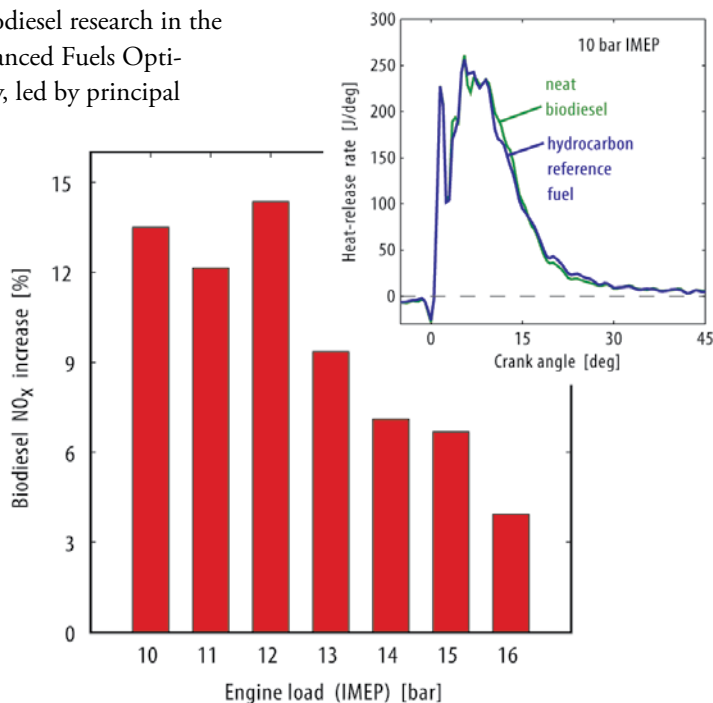 odiesel research in the
anced Fuels Opti-
y, led by principal
300
250
200
150
100
50
0
Heat-release rate [J/deg]
10 bar IMEP
neat
biodiesel
hydrocarbon
reference
fuel
0
15
30
45
Crank angle [deg]
15
12
9
6
3
0
Biodiesel NOX increase [%]
10
11
12
13
14
15
16
Engine load (IMEP) [bar]